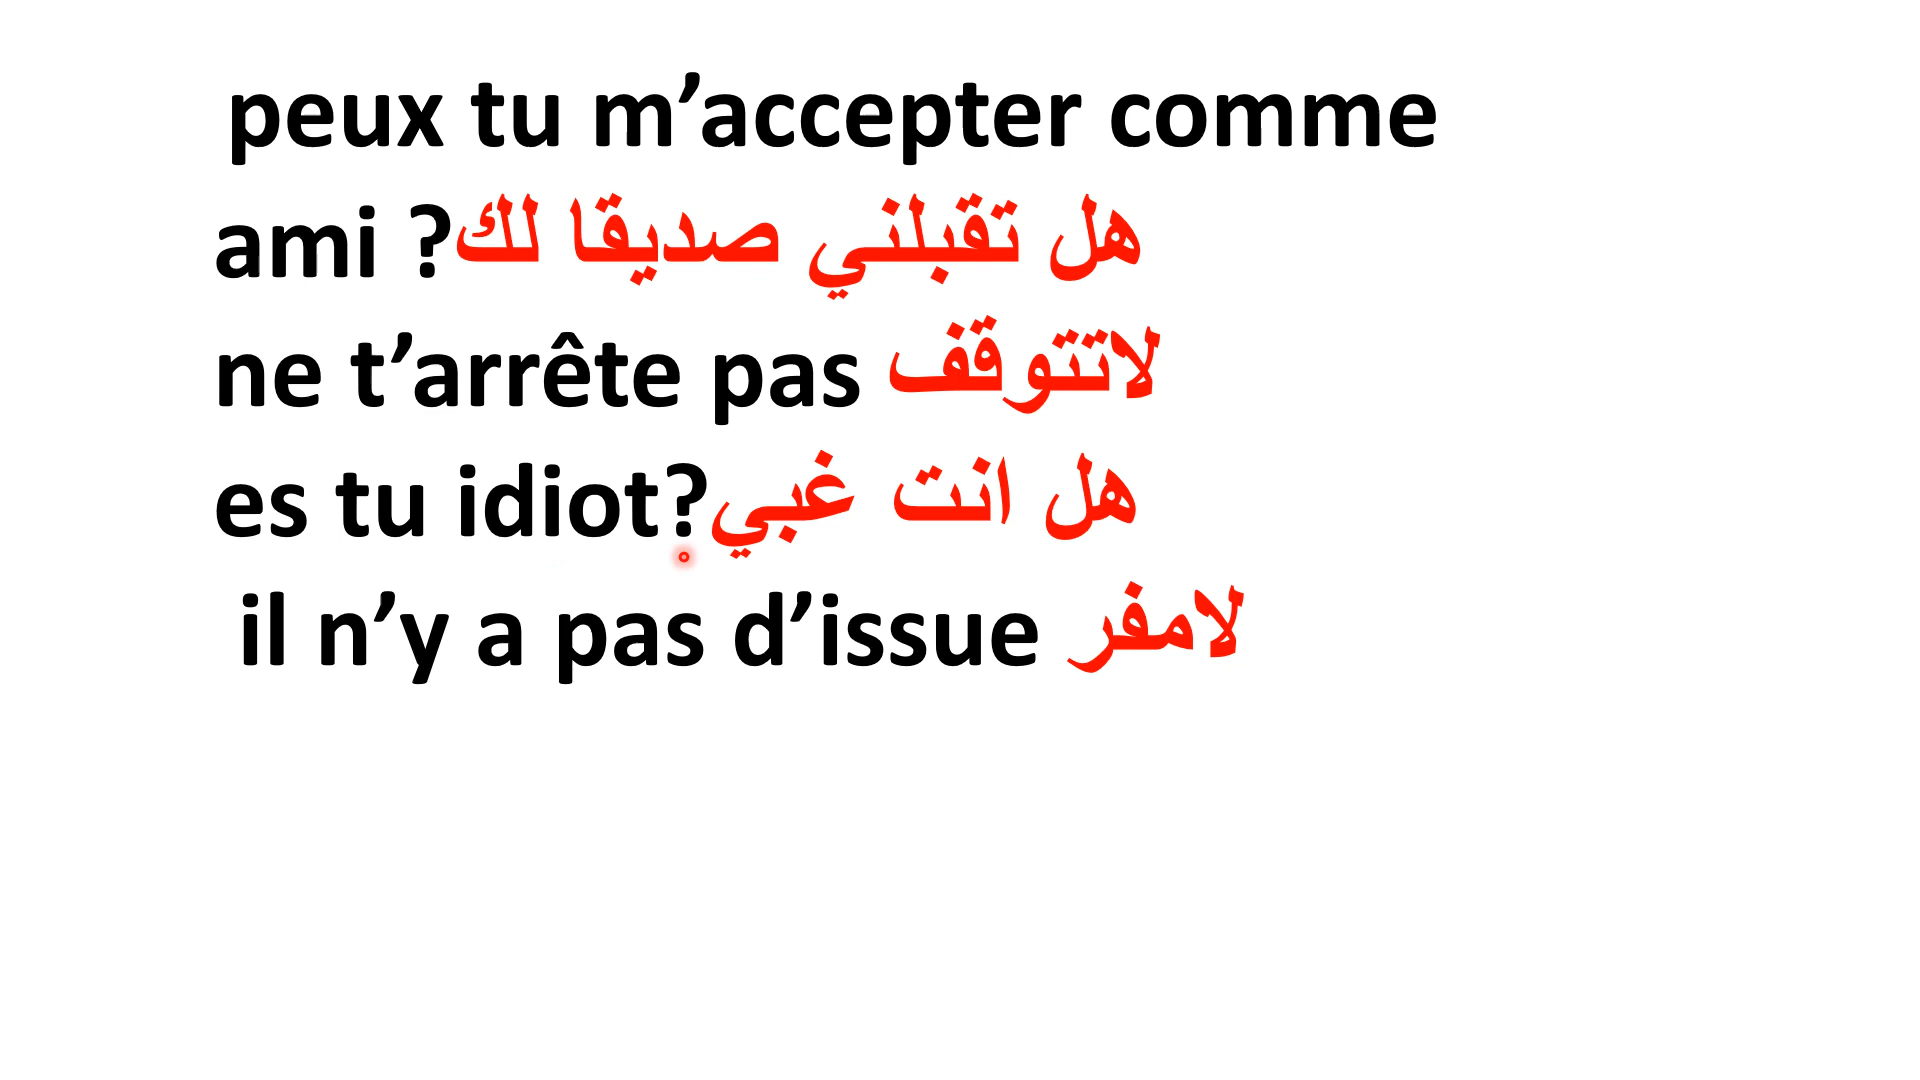 peux tu m’accepter comme
ami ?هل تقبلني صديقا لك
ne t’arrête pas لاتتوقف
es tu idiot?هل انت غبي
il n’y a pas d’issue لامفر